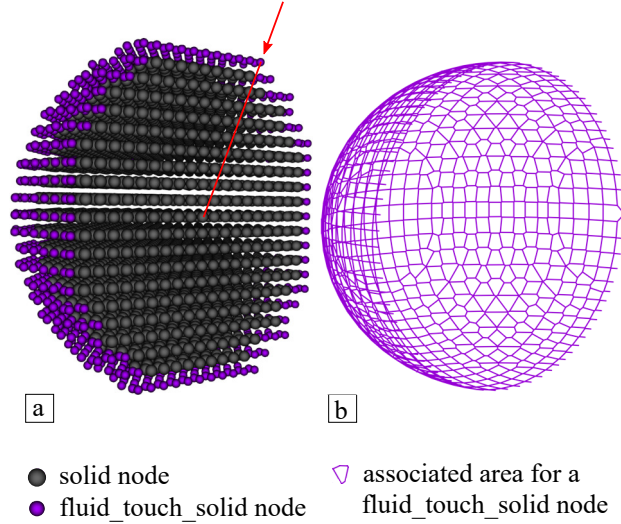 a
b
solid node
fluid_touch_solid node
associated area for a
fluid_touch_solid node